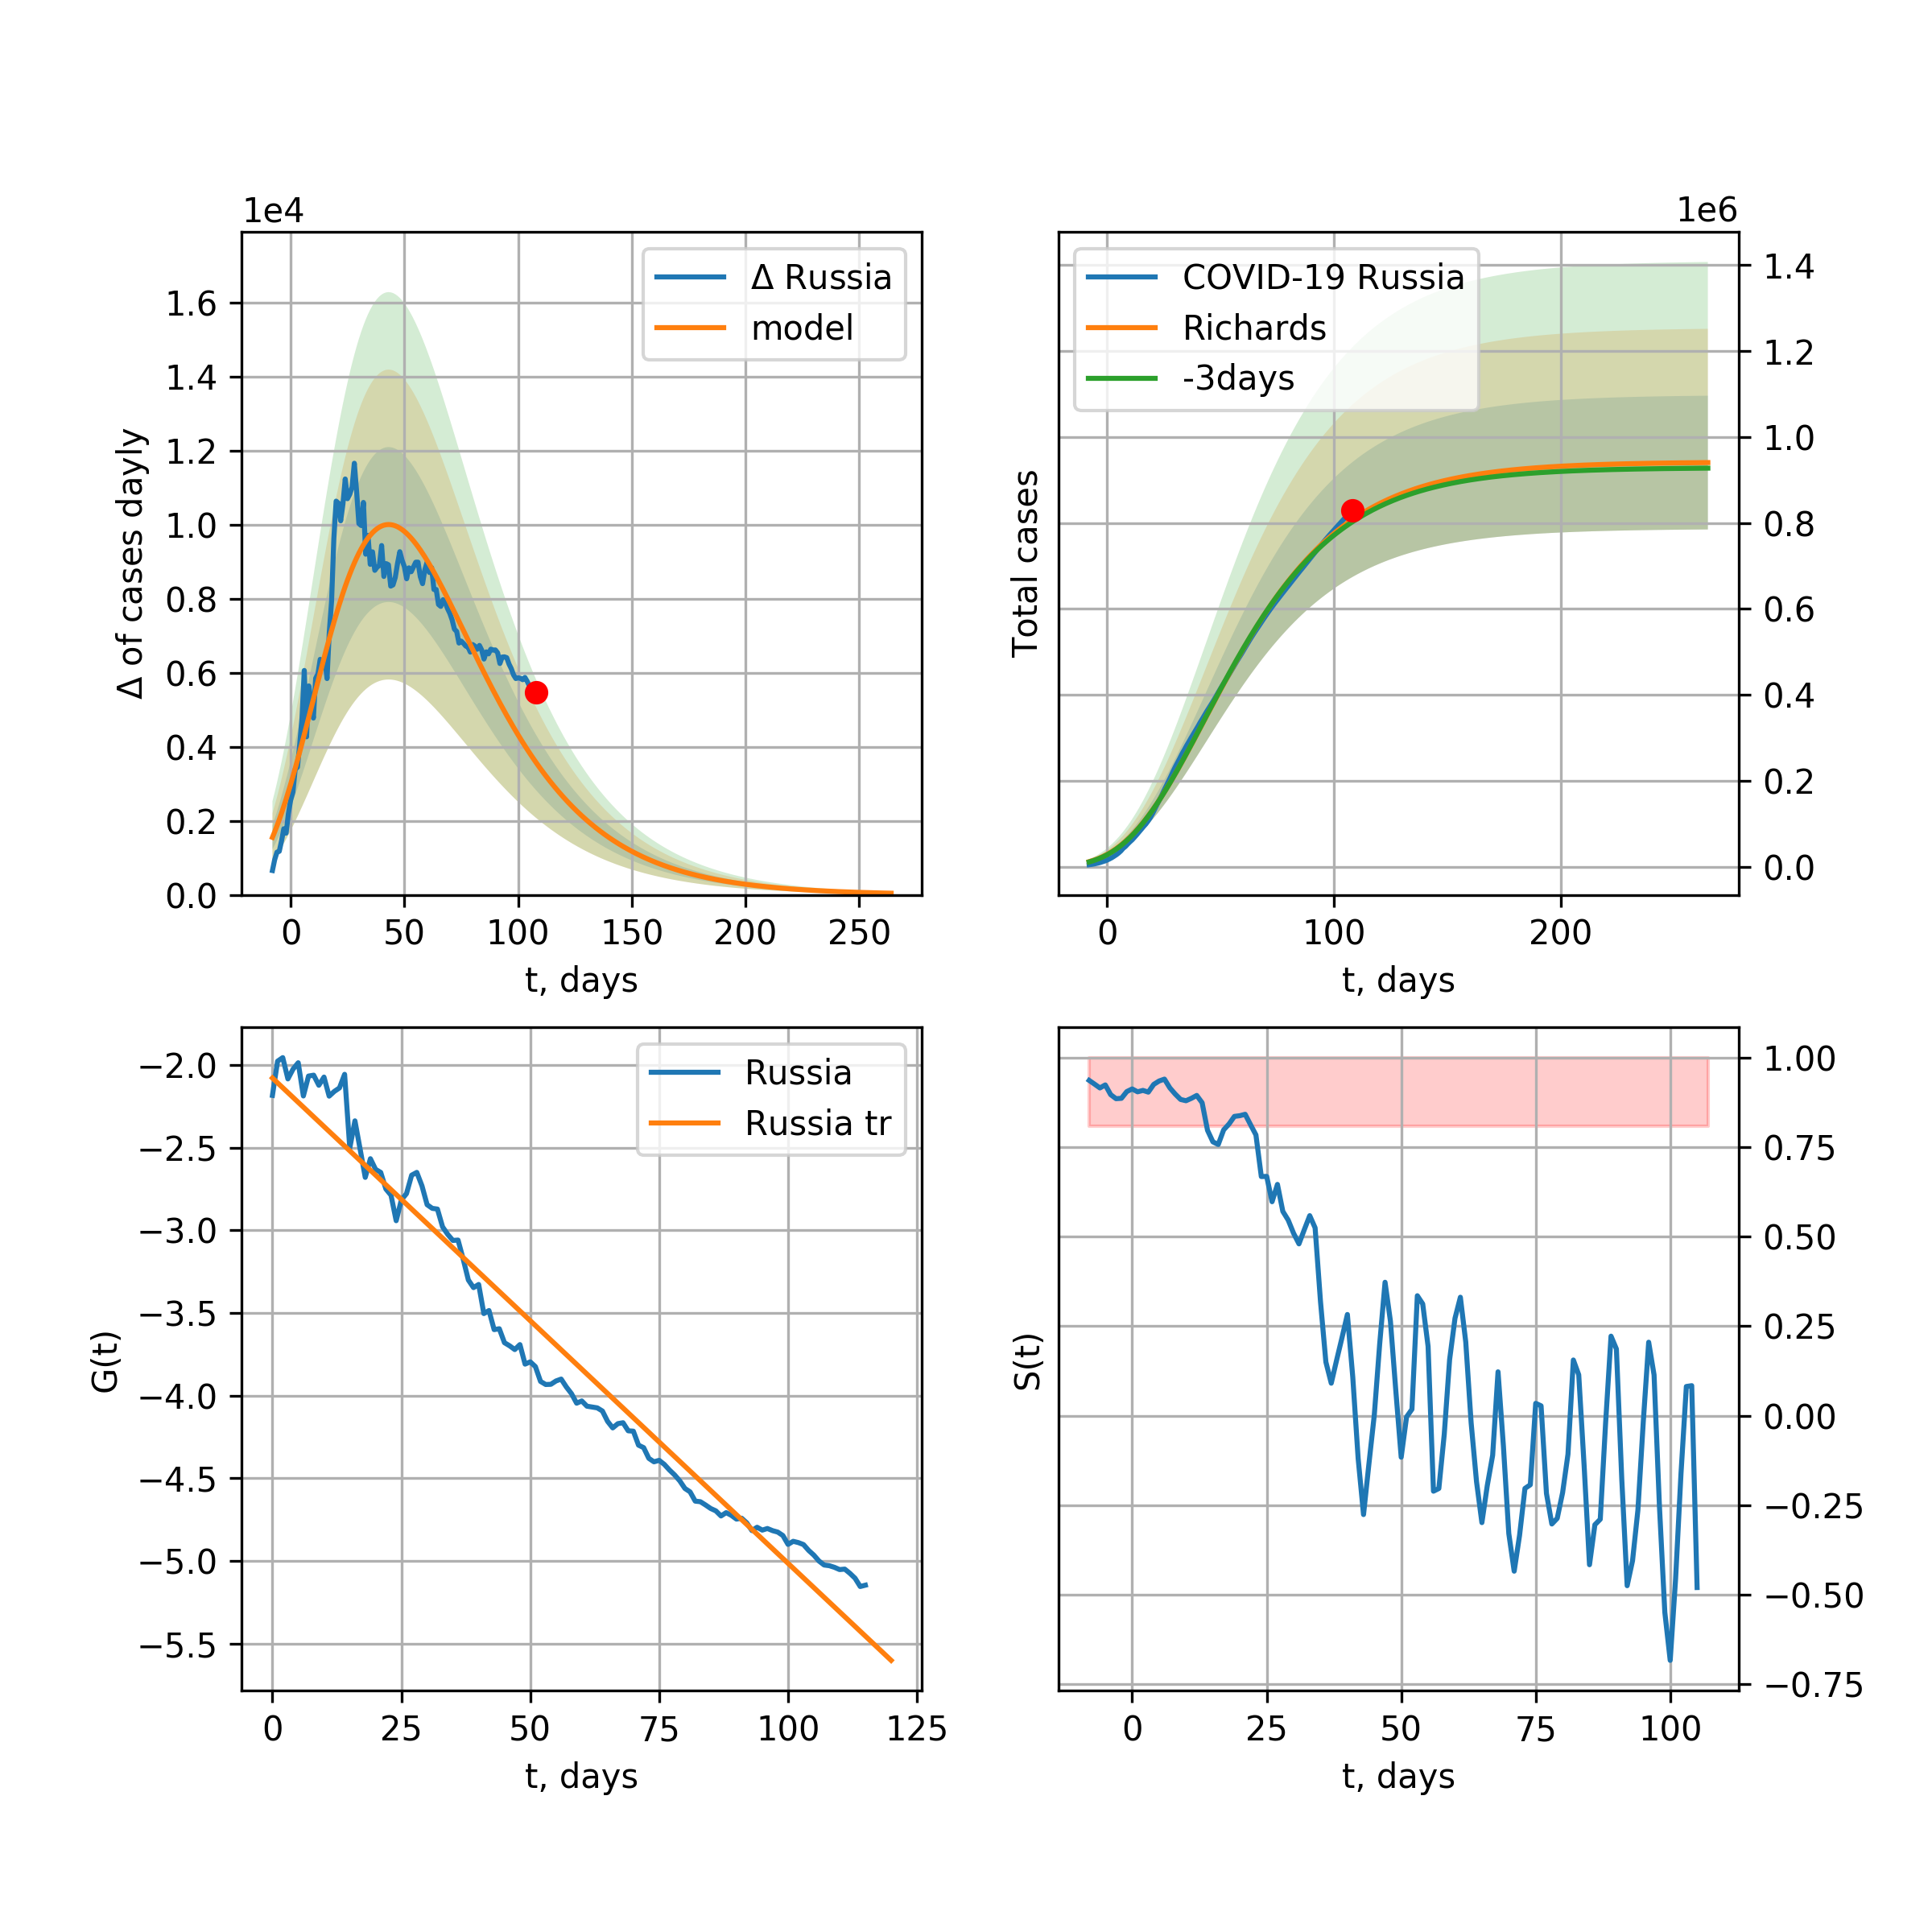 1e4
Δ Russia
model
1.6
1.4
1.2
1.0
0.8
0.6
0.4
0.2
0.0
Δ of cases dayly
0 50 100 150 200 250
t, days
1e6
COVID-19 Russia
Richards
-3days
1.4
1.2
1.0
0.8
0.6
0.4
0.2
0.0
Total cases
0 100 200
t, days
Russia
Russia tr
−2.0
−2.5
−3.0
−3.5
−4.0
−4.5
−5.0
−5.5
G(t)
0 25 50 75 100 125
t, days
1.00
0.75
0.50
0.25
0.00
−0.25
−0.50
−0.75
S(t)
0 25 50 75 100
t, days